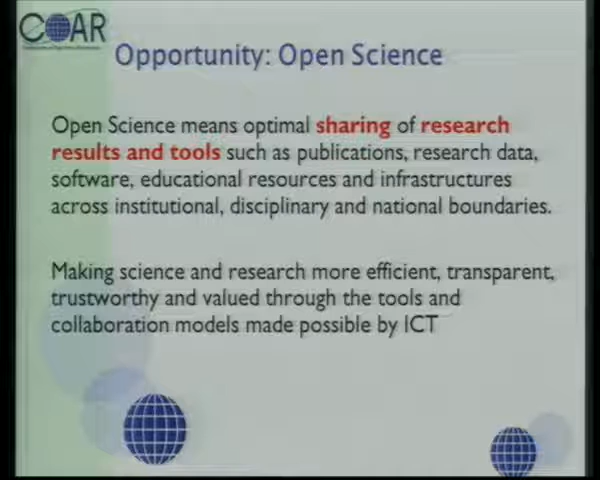 COAR
Opportunity: Open Science
Open Science means optimal sharing of research
results and tools such as publications, research data,
software, educational resources and infrastructures
across institutional, disciplinary and national boundaries.
Making science and research more efficient, transparent,
trustworthy and valued through the tools and
collaboration models made possible by ICT